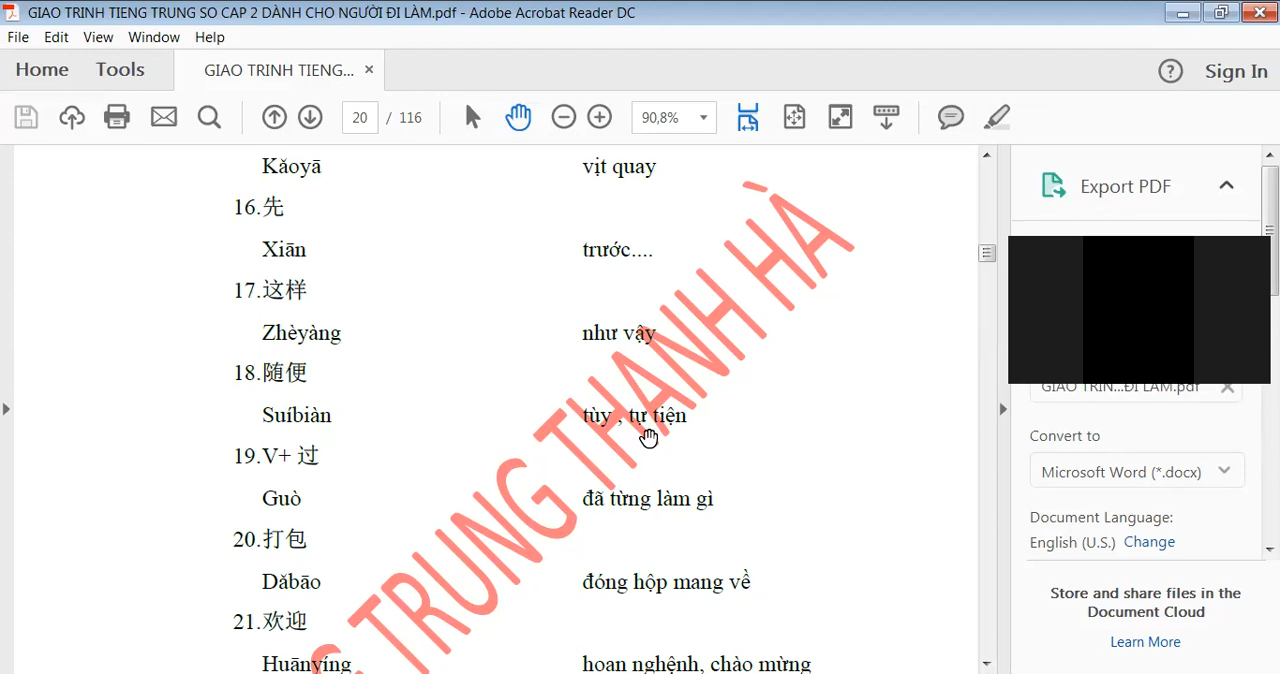 GIAO TRINH TIENG TRUNG SO CAP 2 DÀNH CHO NGƯỜI ĐI LÀM.pdf - Adobe Acrobat Reader DC
File Edit View Window Help
Home Tools GIAO TRINH TIENG... × Sign In
20 / 116 90,8%
Kǎoyā vịt quay
16.先
Xiān trước....
17.这样
Zhèyàng như vậy
18.随便
Suíbiàn tùy , tự tiện
19.V+ 过
Guò đã từng làm gì
20.打包
Dǎbāo đóng hộp mang về
21.欢迎
Huānyíng hoan nghênh, chào mừng
TRUNG THANH HÀ
Export PDF
GIAO TRIN...ĐI LÀM.pdf
Convert to
Microsoft Word (*.docx)
Document Language:
English (U.S.) Change
Store and share files in the
Document Cloud
Learn More